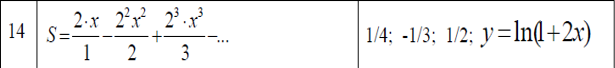 14 S = 2·x/1 − 2²x²/2 + 2³·x³/3 − ... 1/4; -1/3; 1/2; y = ln(1+2x)